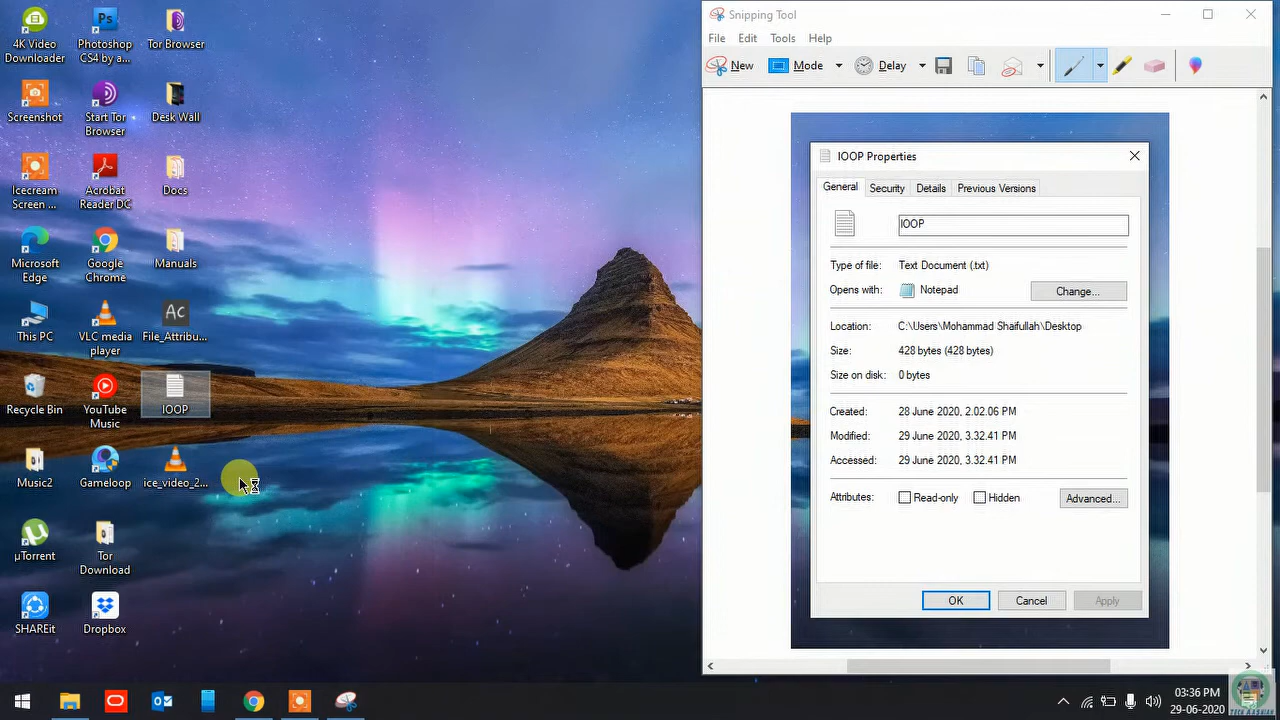 4K Video
Downloader
Photoshop
CS4 by a...
Tor Browser
Screenshot
Start Tor
Browser
Desk Wall
Icecream
Screen ...
Acrobat
Reader DC
Docs
Microsoft
Edge
Google
Chrome
Manuals
This PC
VLC media
player
Ac
File_Attribu...
Recycle Bin
YouTube
Music
IOOP
Music2
Gameloop
ice_video_2...
µTorrent
Tor
Download
SHAREit
Dropbox
Snipping Tool
File Edit Tools Help
New Mode Delay
IOOP Properties
General Security Details Previous Versions
IOOP
Type of file: Text Document (.txt)
Opens with: Notepad Change...
Location: C:\Users\Mohammad Shaifullah\Desktop
Size: 428 bytes (428 bytes)
Size on disk: 0 bytes
Created: 28 June 2020, 2.02.06 PM
Modified: 29 June 2020, 3.32.41 PM
Accessed: 29 June 2020, 3.32.41 PM
Attributes: Read-only Hidden Advanced...
OK Cancel Apply
03:36 PM
29-06-2020